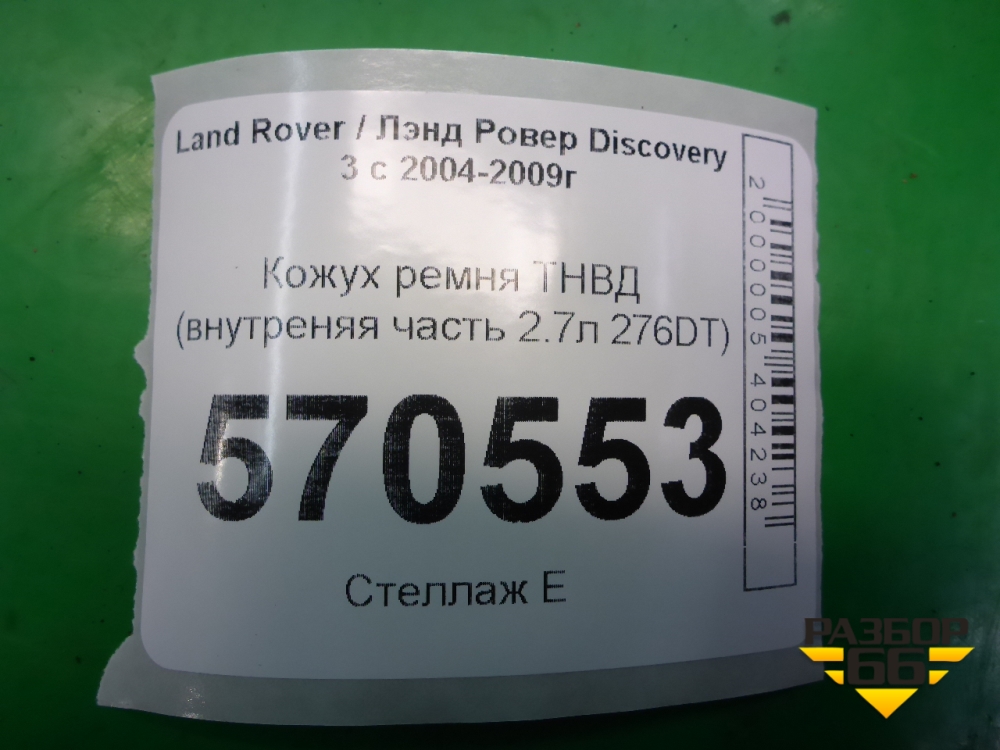 Land Rover / Лэнд Ровер Discovery
3 с 2004-2009г
Кожух ремня ТНВД
(внутреняя часть 2.7л 276DT)
570553
Стеллаж Е
2000005404238
РАЗБОР
66